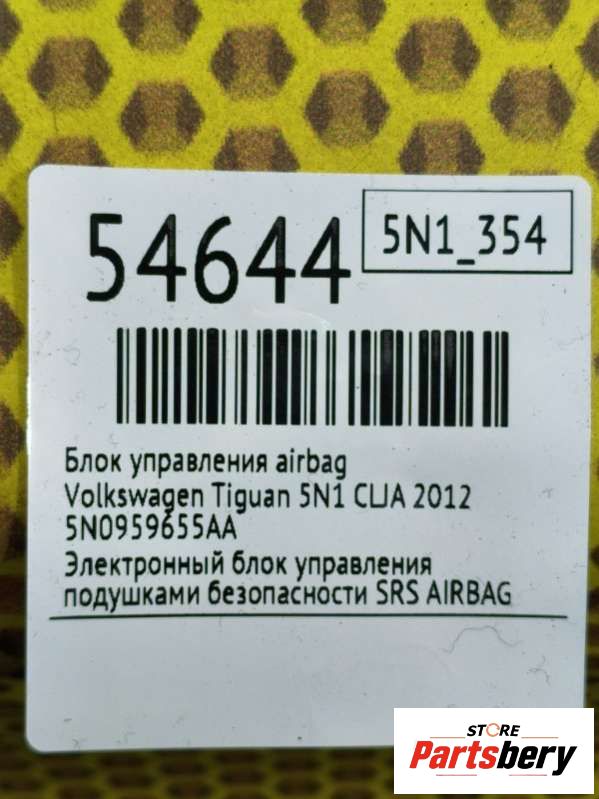 54644
5N1_354
Блок управления airbag
Volkswagen Tiguan 5N1 CLJA 2012
5N0959655AA
Электронный блок управления
подушками безопасности SRS AIRBAG
STORE
Partsbery